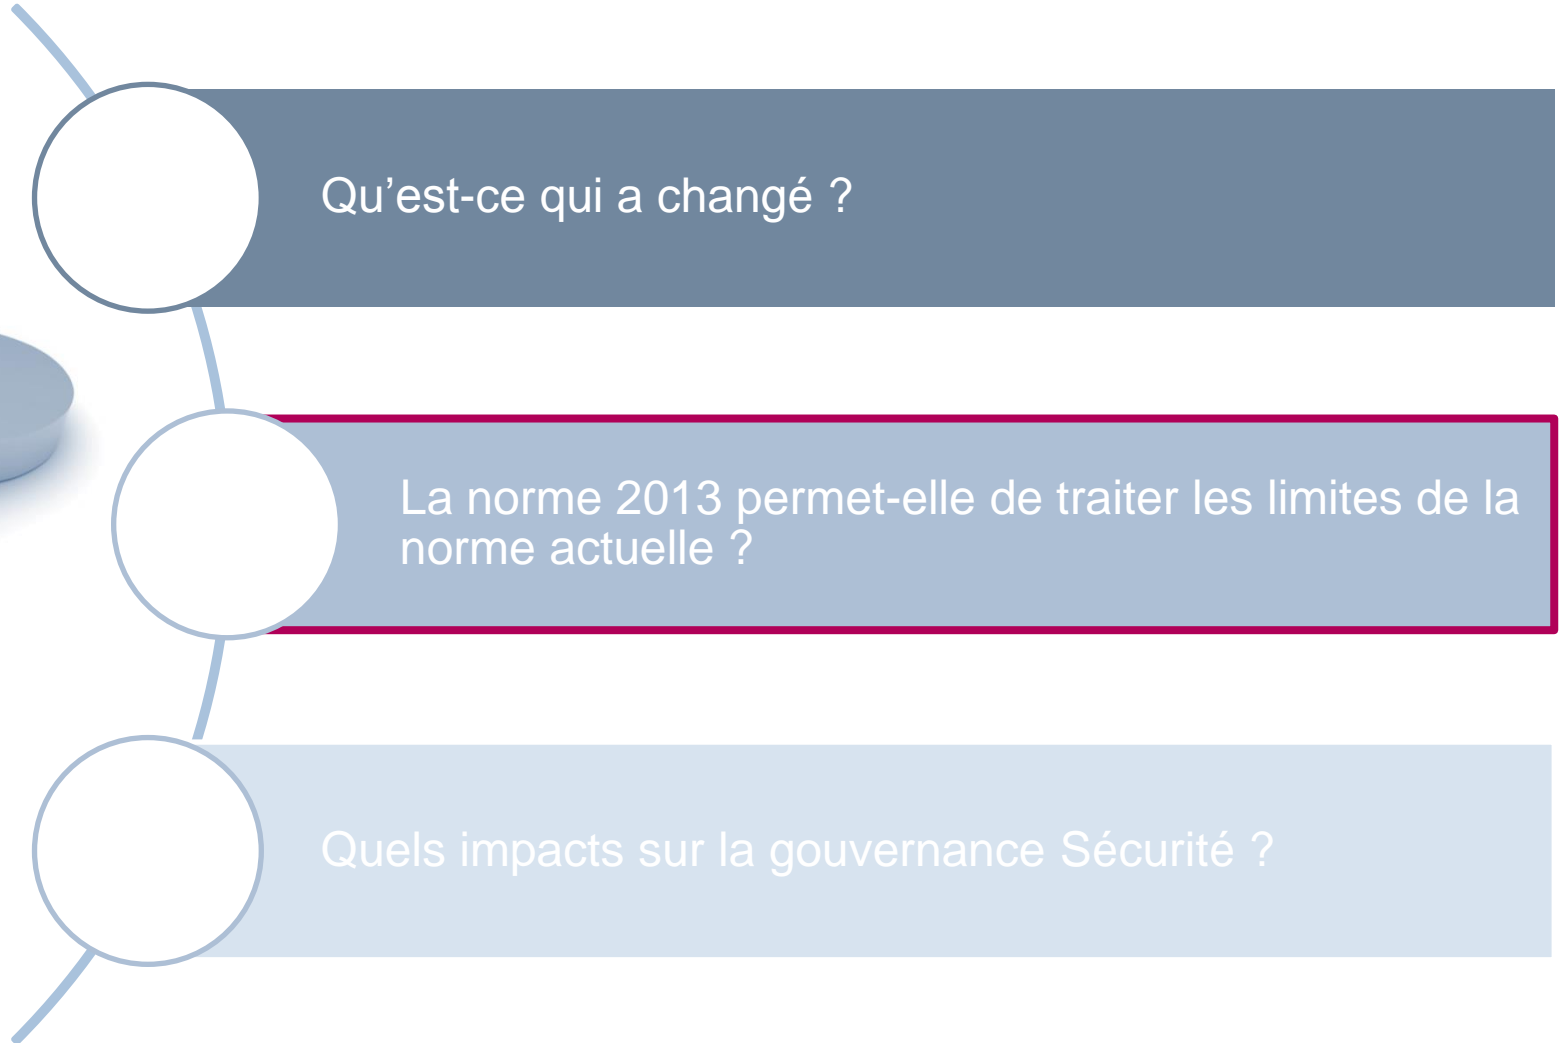 Qu’est-ce qui a changé ?
La norme 2013 permet-elle de traiter les limites de la
norme actuelle ?
Quels impacts sur la gouvernance Sécurité ?